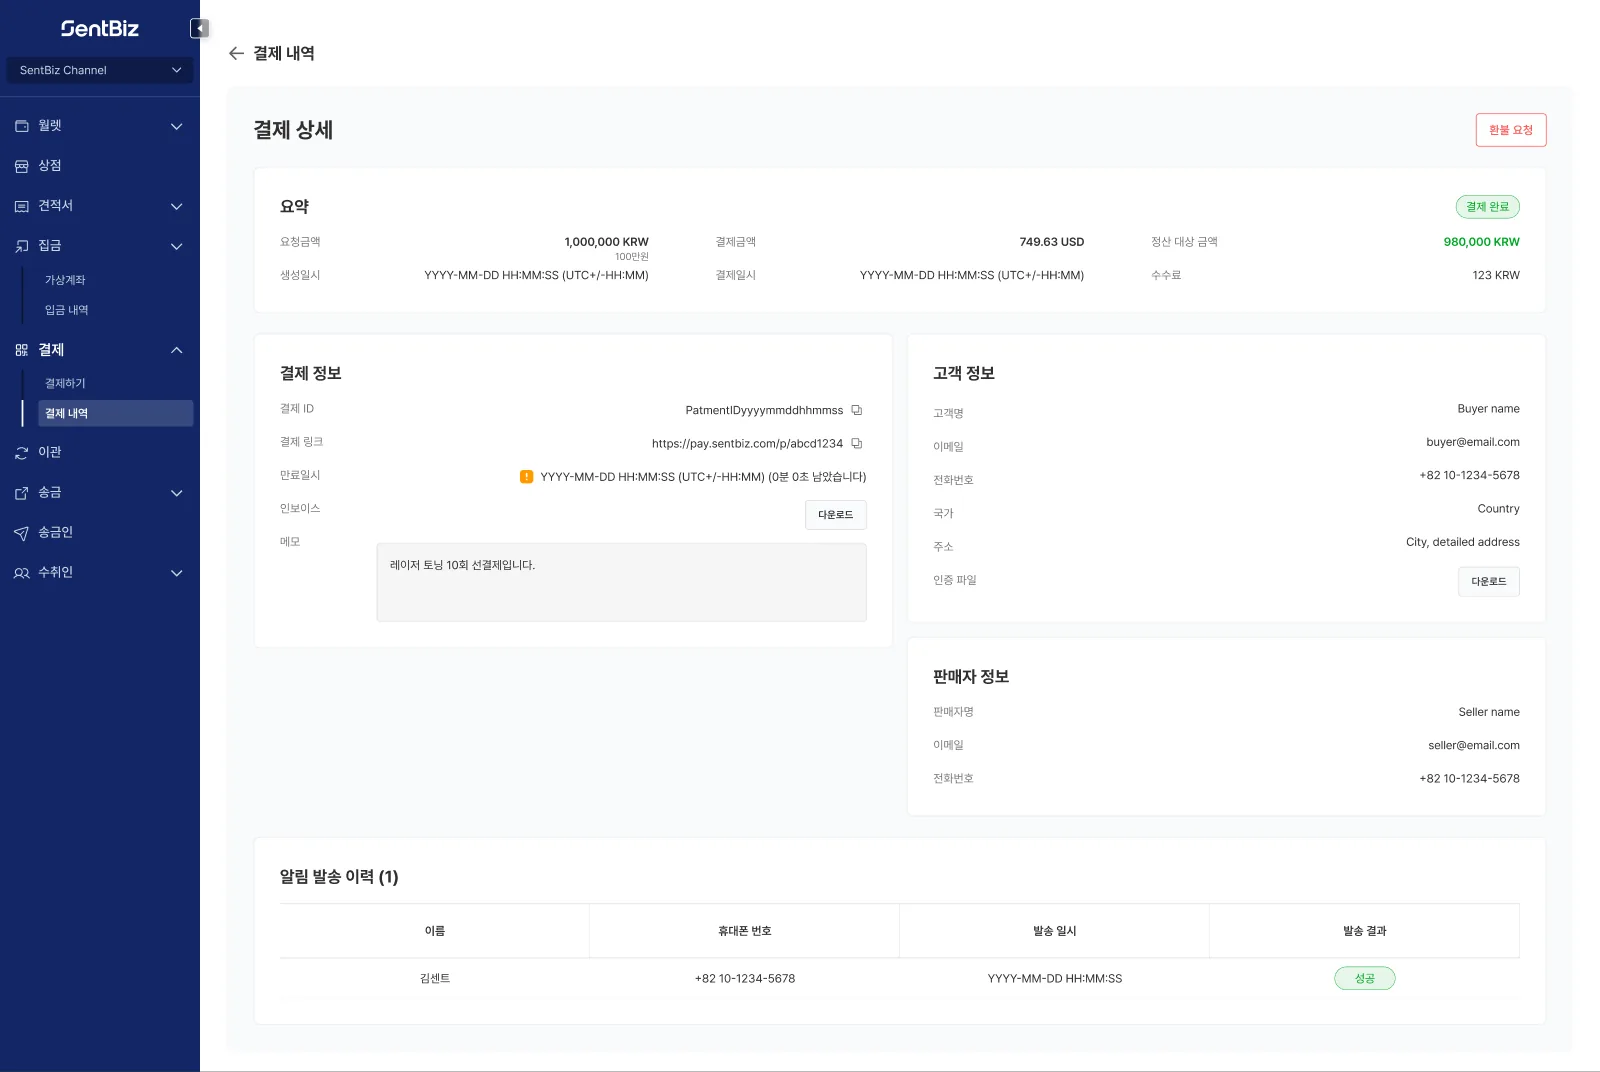 SentBiz
SentBiz Channel
월렛
상점
견적서
집금
가상계좌
입금 내역
결제
결제하기
결제 내역
이관
송금
송금인
수취인
결제 내역
결제 상세
환불 요청
요약
결제 완료
요청금액 1,000,000 KRW
100만원
결제금액 749.63 USD
정산 대상 금액 980,000 KRW
생성일시 YYYY-MM-DD HH:MM:SS (UTC+/-HH:MM)
결제일시 YYYY-MM-DD HH:MM:SS (UTC+/-HH:MM)
수수료 123 KRW
결제 정보
결제 ID PatmentIDyyyymmddhhmmss
결제 링크 https://pay.sentbiz.com/p/abcd1234
만료일시 YYYY-MM-DD HH:MM:SS (UTC+/-HH:MM) (0분 0초 남았습니다)
인보이스 다운로드
메모
레이저 토닝 10회 선결제입니다.
고객 정보
고객명 Buyer name
이메일 buyer@email.com
전화번호 +82 10-1234-5678
국가 Country
주소 City, detailed address
인증 파일 다운로드
판매자 정보
판매자명 Seller name
이메일 seller@email.com
전화번호 +82 10-1234-5678
알림 발송 이력 (1)
이름 휴대폰 번호 발송 일시 발송 결과
김센트 +82 10-1234-5678 YYYY-MM-DD HH:MM:SS 성공